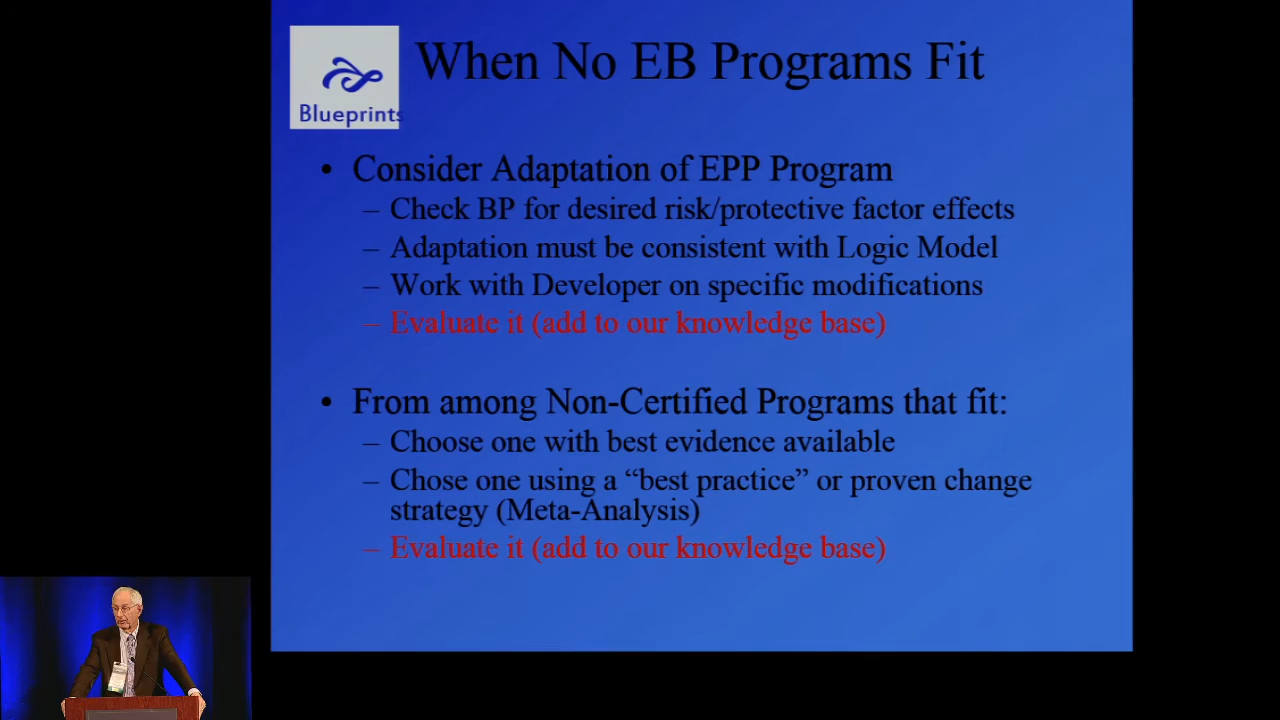 When No EB Programs Fit
Blueprints
• Consider Adaptation of EPP Program
– Check BP for desired risk/protective factor effects
– Adaptation must be consistent with Logic Model
– Work with Developer on specific modifications
– Evaluate it (add to our knowledge base)
• From among Non-Certified Programs that fit:
– Choose one with best evidence available
– Chose one using a “best practice” or proven change
strategy (Meta-Analysis)
– Evaluate it (add to our knowledge base)